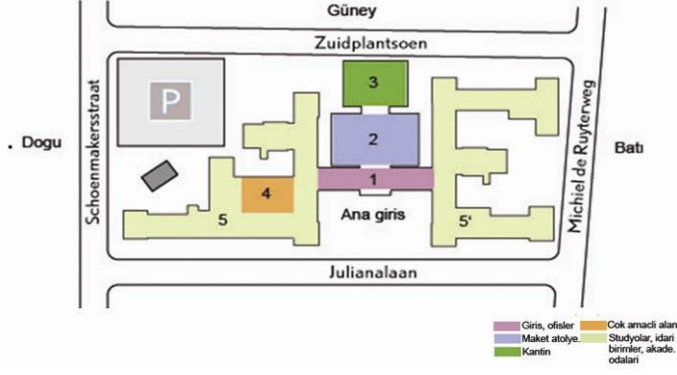 Güney
Zuidplantsoen
P
3
. Dogu
Schoenmakersstraat
2
Michiel de Ruyterweg
Batı
1
4
Ana giris
5
5'
Julianalaan
Giris, ofisler
Maket atolye.
Kantin
Cok amacli alan
Studyolar, idari
birimler, akade.
odalari